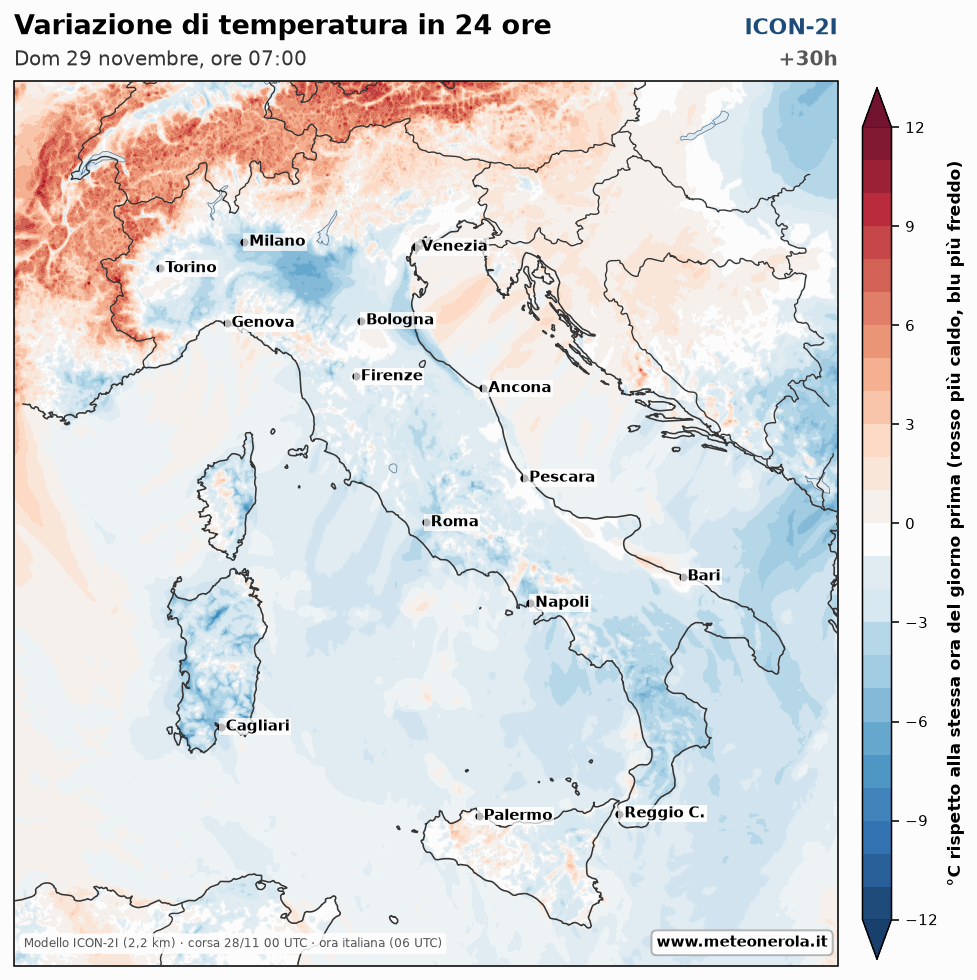 Variazione di temperatura in 24 ore
ICON-2I
Dom 29 novembre, ore 07:00
+30h
Milano
Venezia
Torino
Genova
Bologna
Firenze
Ancona
Pescara
Roma
Bari
Napoli
Cagliari
Palermo
Reggio C.
Modello ICON-2I (2,2 km) · corsa 28/11 00 UTC · ora italiana (06 UTC)
www.meteonerola.it
12
9
6
3
0
−3
−6
−9
−12
°C rispetto alla stessa ora del giorno prima (rosso più caldo, blu più freddo)